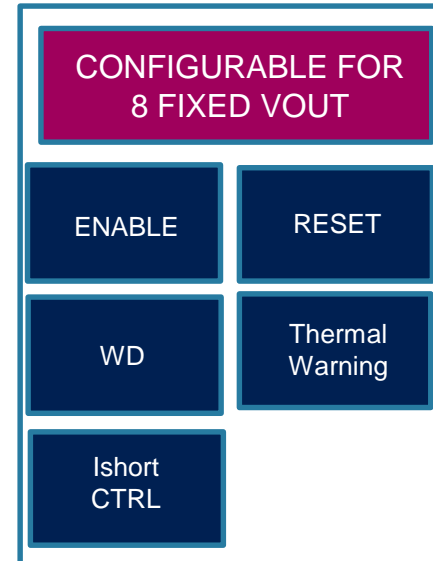 CONFIGURABLE FOR
8 FIXED VOUT
ENABLE
RESET
WD
Thermal
Warning
Ishort
CTRL